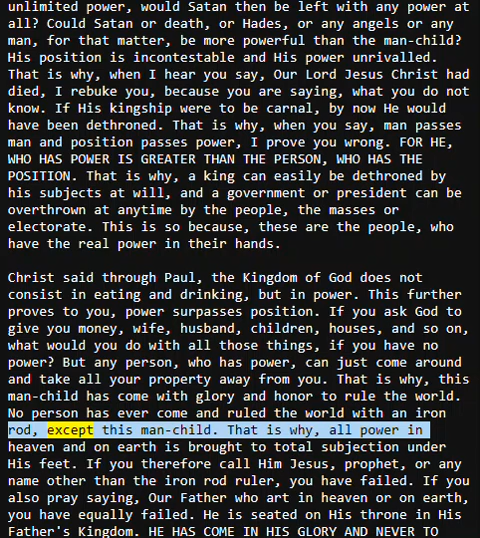 unlimited power, would Satan then be left with any power at
all? Could Satan or death, or Hades, or any angels or any
man, for that matter, be more powerful than the man-child?
His position is incontestable and His power unrivalled.
That is why, when I hear you say, Our Lord Jesus Christ had
died, I rebuke you, because you are saying, what you do not
know. If His kingship were to be carnal, by now He would
have been dethroned. That is why, when you say, man passes
man and position passes power, I prove you wrong. FOR HE,
WHO HAS POWER IS GREATER THAN THE PERSON, WHO HAS THE
POSITION. That is why, a king can easily be dethroned by
his subjects at will, and a government or president can be
overthrown at anytime by the people, the masses or
electorate. This is so because, these are the people, who
have the real power in their hands.
Christ said through Paul, the Kingdom of God does not
consist in eating and drinking, but in power. This further
proves to you, power surpasses position. If you ask God to
give you money, wife, husband, children, houses, and so on,
what would you do with all those things, if you have no
power? But any person, who has power, can just come around
and take all your property away from you. That is why, this
man-child has come with glory and honor to rule the world.
No person has ever come and ruled the world with an iron
rod, except this man-child. That is why, all power in
heaven and on earth is brought to total subjection under
His feet. If you therefore call Him Jesus, prophet, or any
name other than the iron rod ruler, you have failed. If you
also pray saying, Our Father who art in heaven or on earth,
you have equally failed. He is seated on His throne in His
Father's Kingdom. HE HAS COME IN HIS GLORY AND NEVER TO